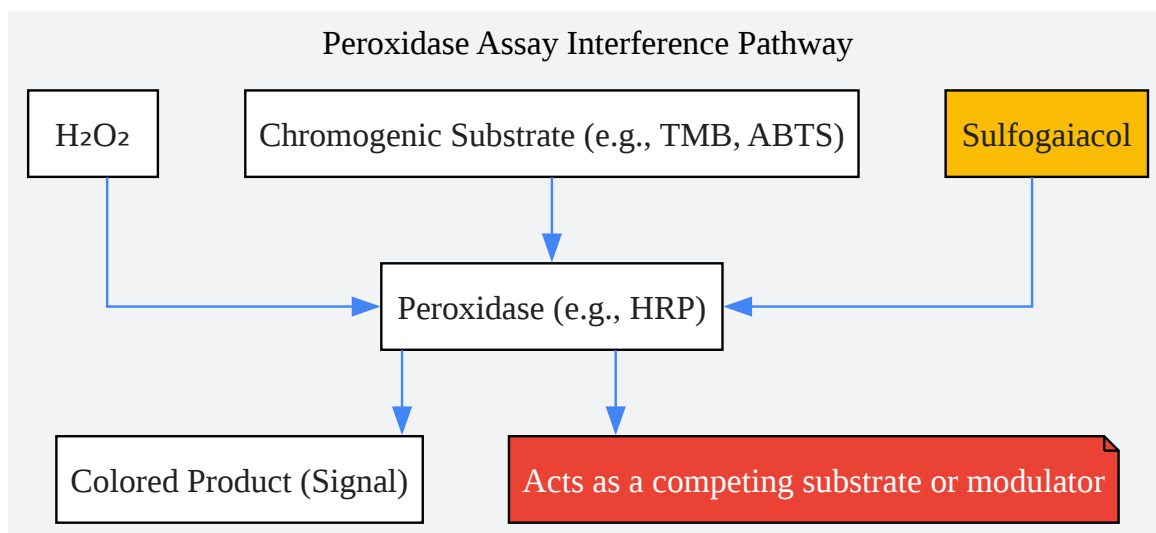 Peroxidase Assay Interference Pathway
H₂O₂
Chromogenic Substrate (e.g., TMB, ABTS)
Sulfogaiacol
Peroxidase (e.g., HRP)
Colored Product (Signal)
Acts as a competing substrate or modulator